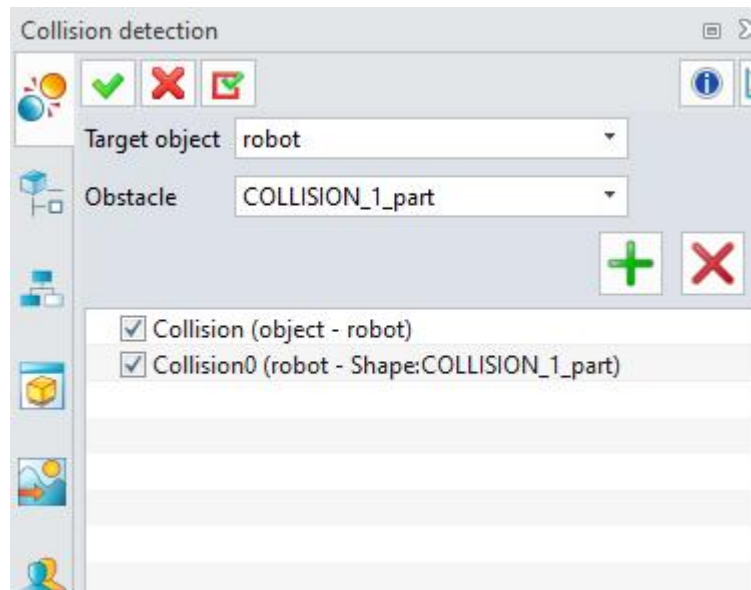 Collision detection
Target object robot
Obstacle COLLISION_1_part
Collision (object - robot)
Collision0 (robot - Shape:COLLISION_1_part)